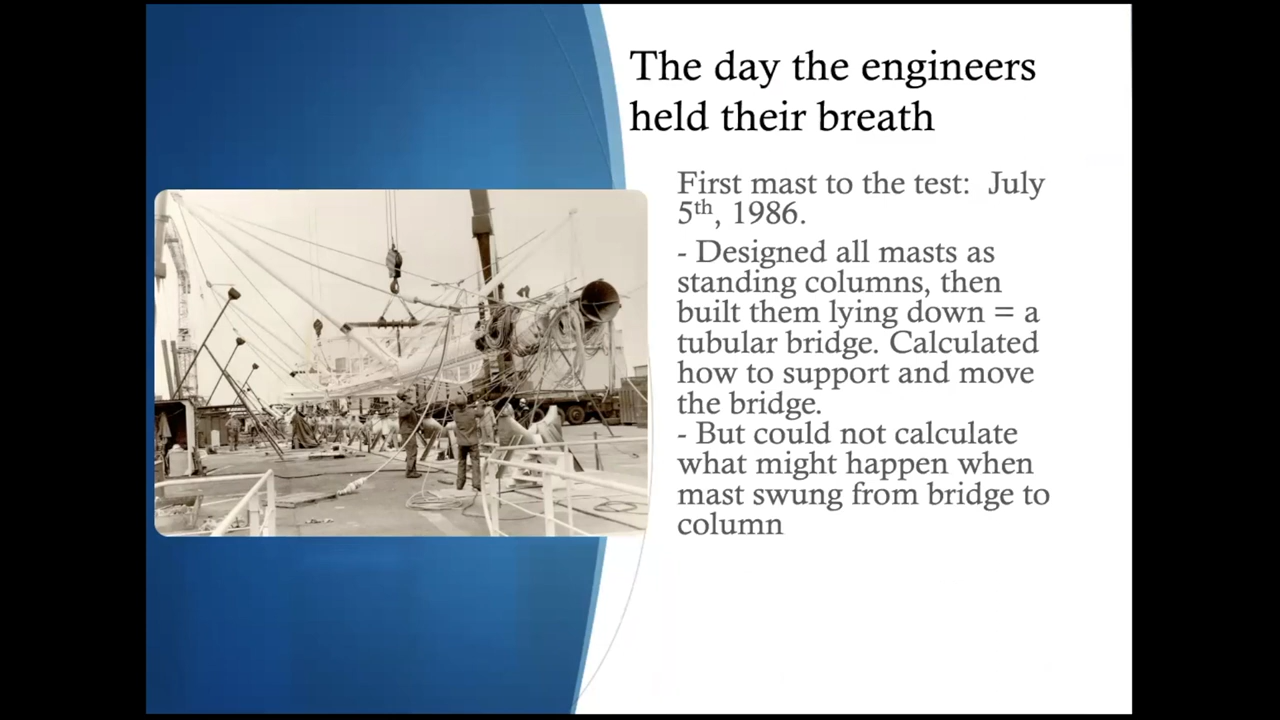 The day the engineers
held their breath
First mast to the test:  July
5th, 1986.
- Designed all masts as
standing columns, then
built them lying down = a
tubular bridge. Calculated
how to support and move
the bridge.
- But could not calculate
what might happen when
mast swung from bridge to
column